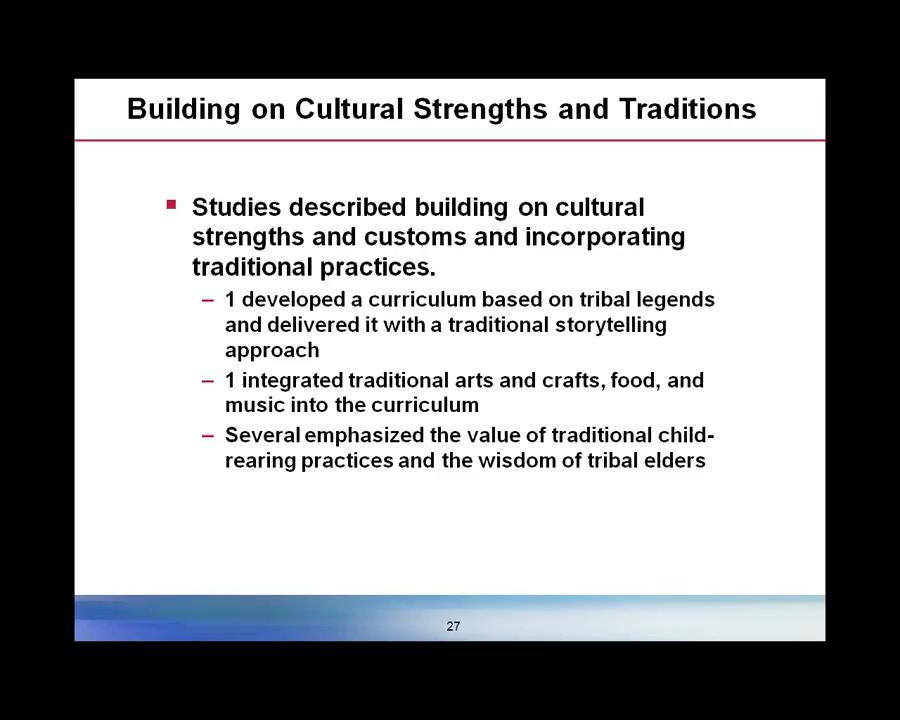 Building on Cultural Strengths and Traditions
▪ Studies described building on cultural
strengths and customs and incorporating
traditional practices.
– 1 developed a curriculum based on tribal legends
and delivered it with a traditional storytelling
approach
– 1 integrated traditional arts and crafts, food, and
music into the curriculum
– Several emphasized the value of traditional child-
rearing practices and the wisdom of tribal elders
27